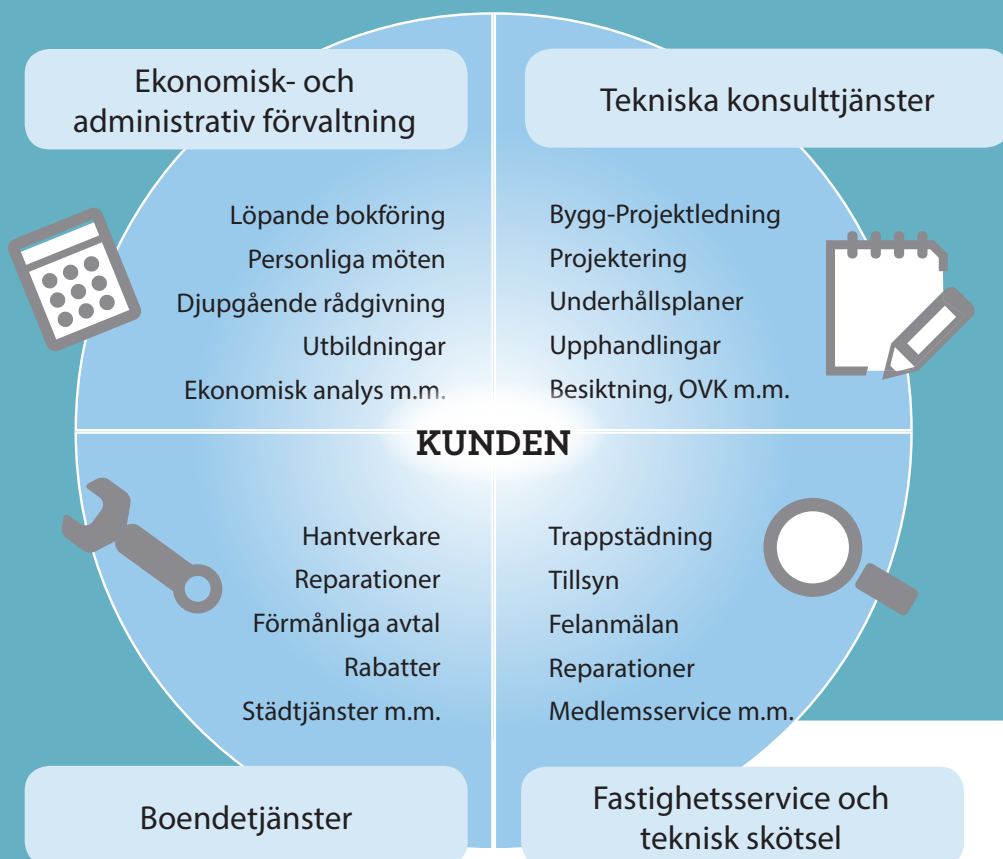 Ekonomisk- och
administrativ förvaltning
Löpande bokföring
Personliga möten
Djupgående rådgivning
Utbildningar
Ekonomisk analys m.m.
Tekniska konsulttjänster
Bygg-Projektledning
Projektering
Underhållsplaner
Upphandlingar
Besiktning, OVK m.m.
KUNDEN
Hantverkare
Reparationer
Förmånliga avtal
Rabatter
Städtjänster m.m.
Boendetjänster
Trappstädning
Tillsyn
Felanmälan
Reparationer
Medlemsservice m.m.
Fastighetsservice och
teknisk skötsel